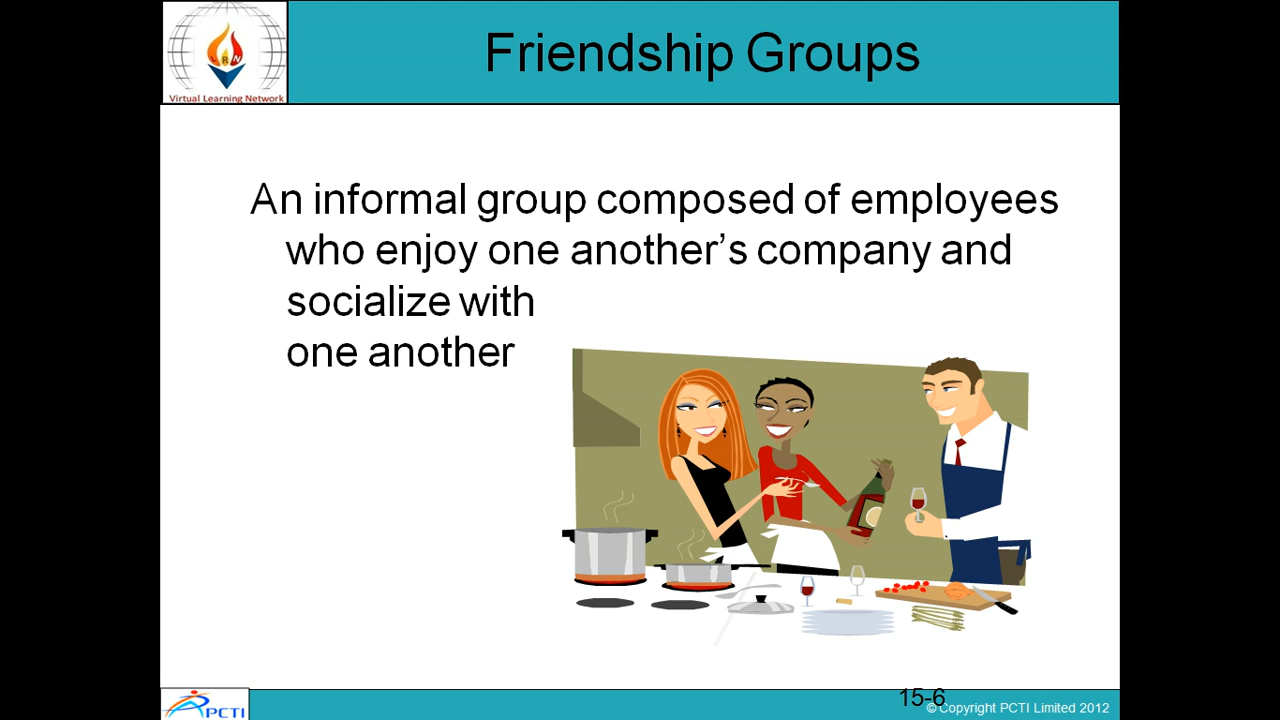 Friendship Groups
Virtual Learning Network
An informal group composed of employees
who enjoy one another's company and
socialize with
one another
15-6
© Copyright PCTI Limited 2012
PCTI